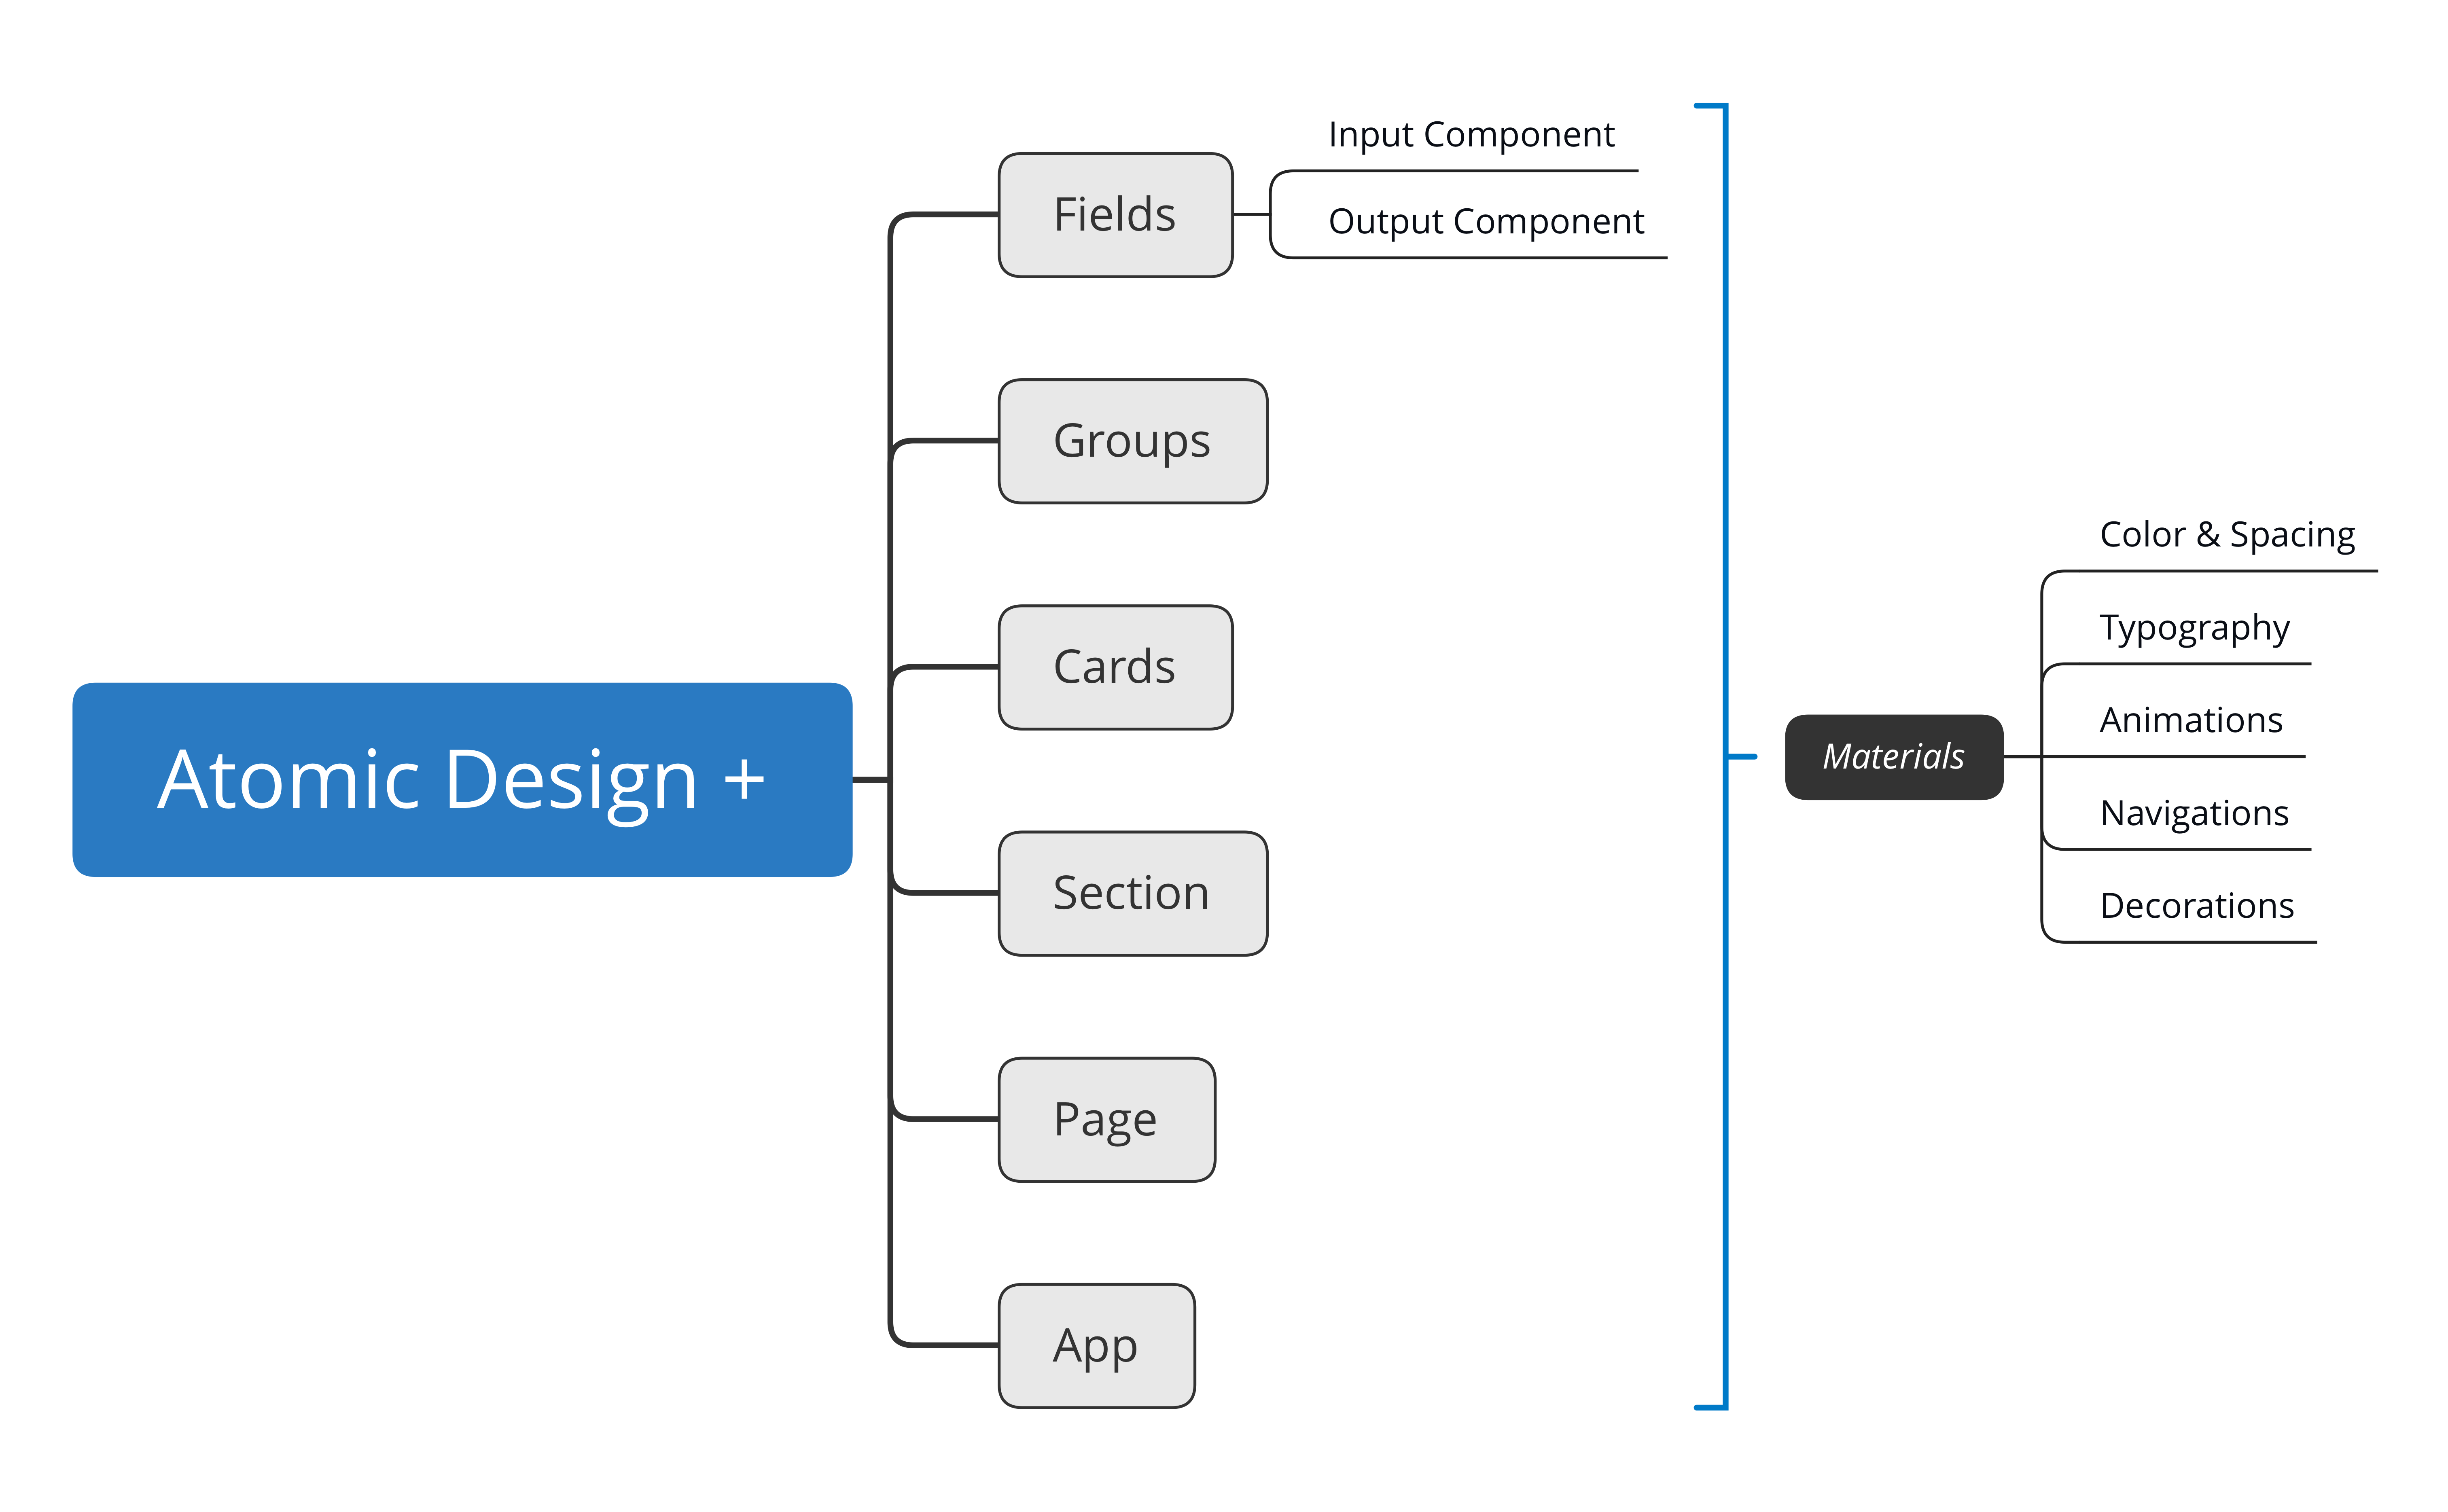 Atomic Design +
Fields
Input Component
Output Component
Groups
Cards
Section
Page
App
Materials
Color & Spacing
Typography
Animations
Navigations
Decorations